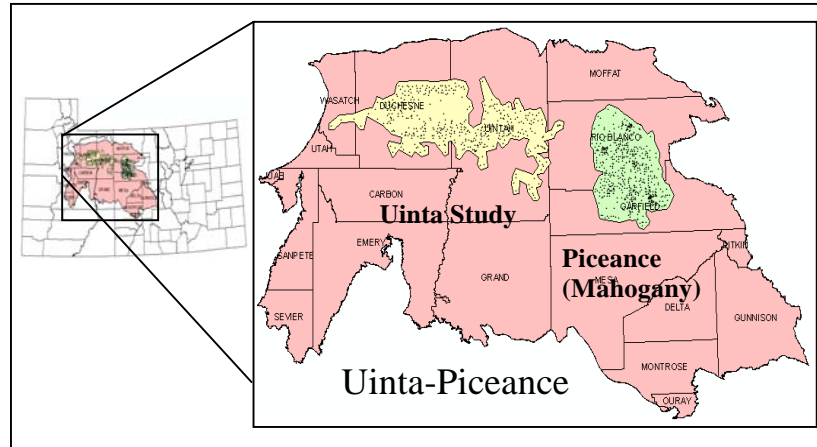 MOFFAT
WASATCH
DUCHESNE
UINTAH
RIO BLANCO
UTAH
JUAB
CARBON
GARFIELD
Uinta Study
SANPETE
EMERY
GRAND
PITKIN
Piceance
(Mahogany)
MESA
DELTA
SEVIER
GUNNISON
MONTROSE
OURAY
Uinta-Piceance